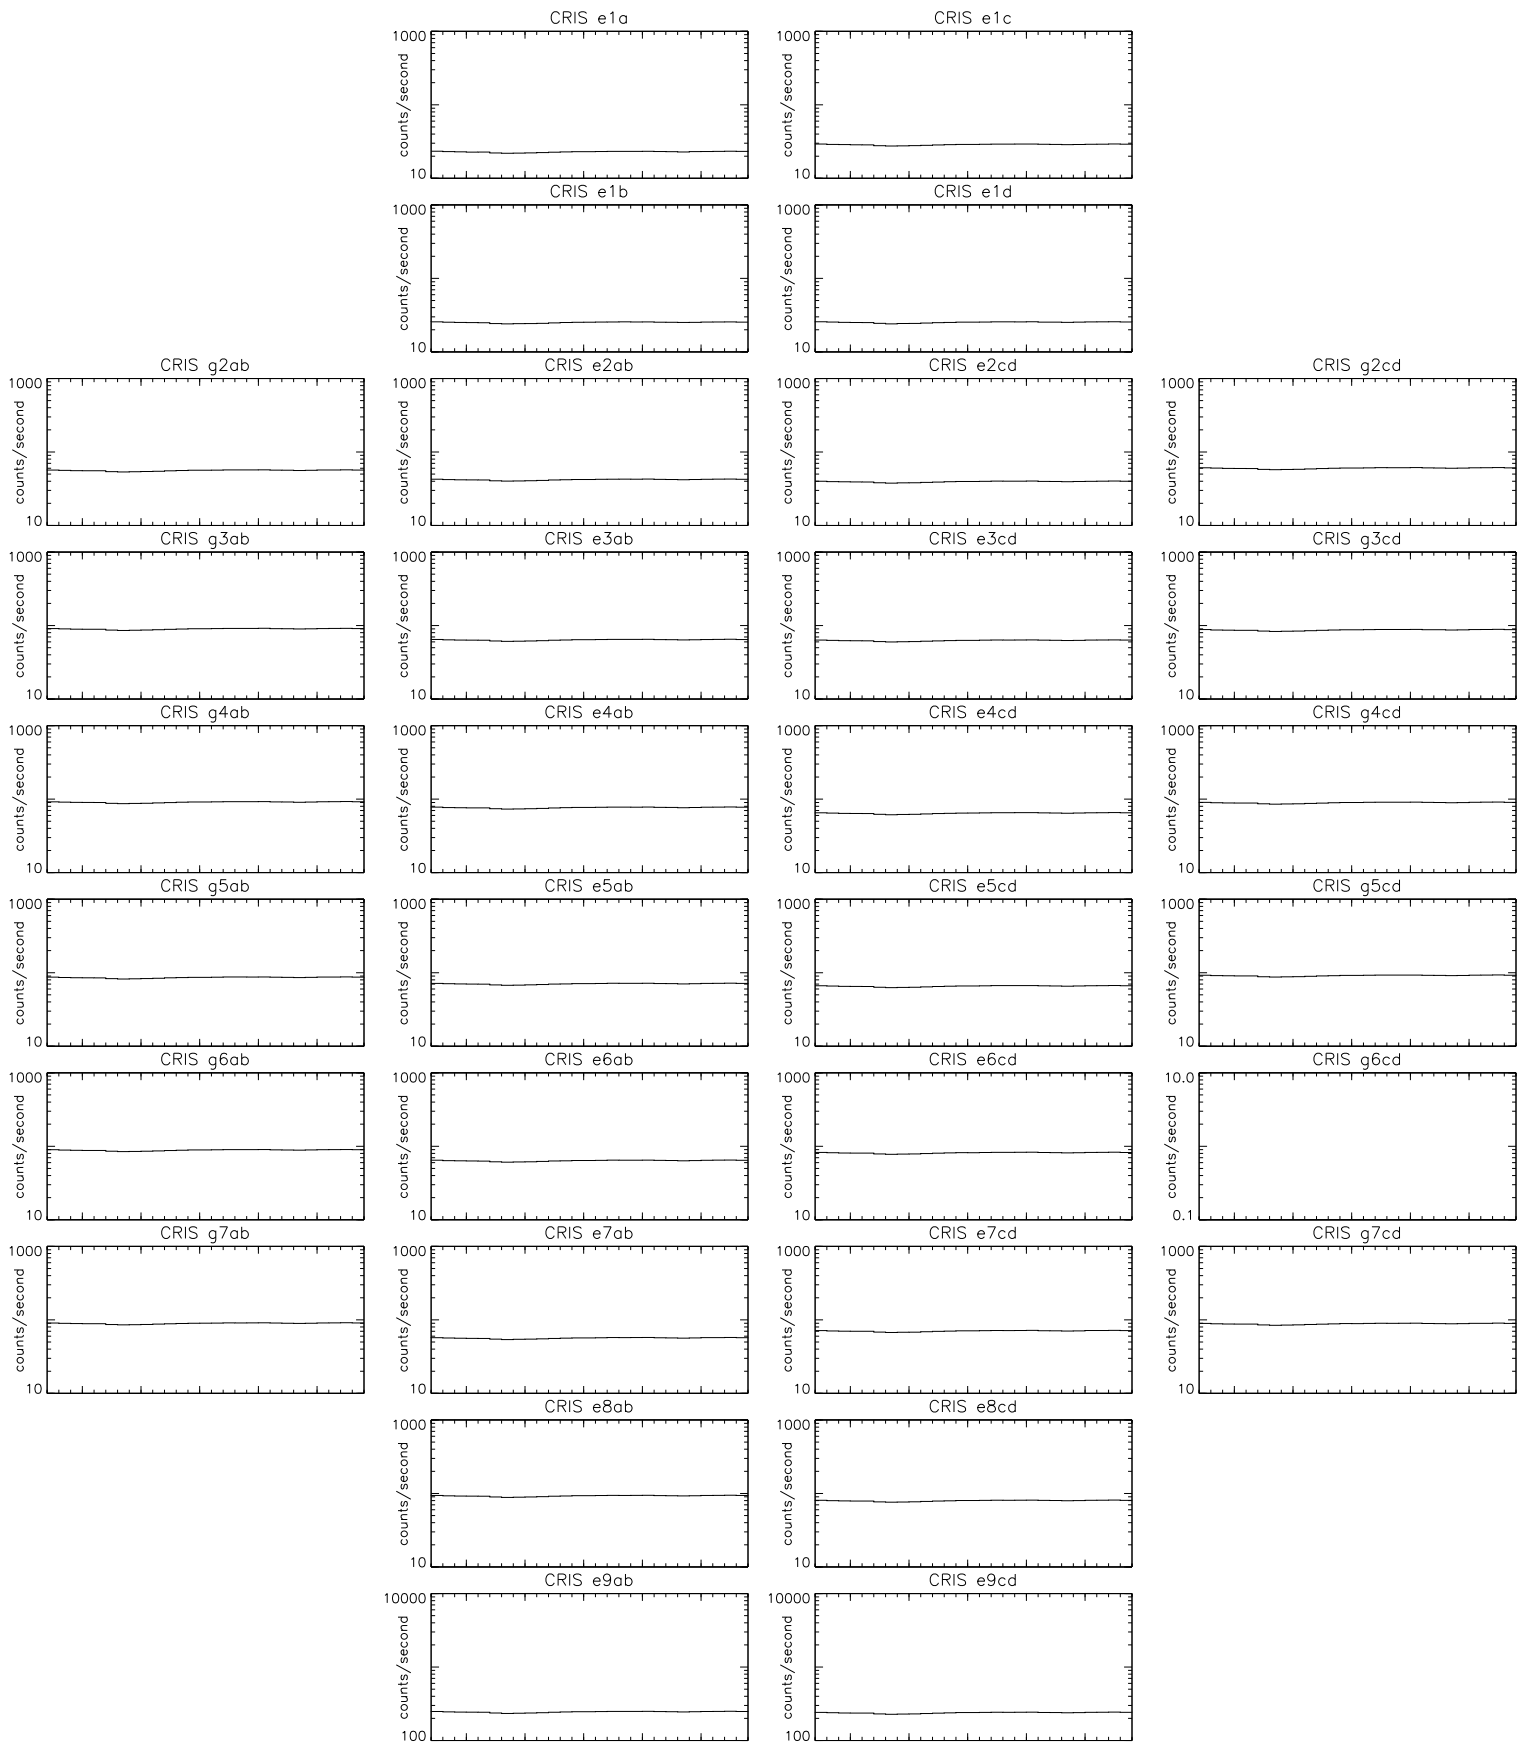 CRIS e1a
1000
counts/second
10
CRIS e1c
1000
counts/second
10
CRIS e1b
1000
counts/second
10
CRIS e1d
1000
counts/second
10
CRIS g2ab
1000
counts/second
10
CRIS e2ab
1000
counts/second
10
CRIS e2cd
1000
counts/second
10
CRIS g2cd
1000
counts/second
10
CRIS g3ab
1000
counts/second
10
CRIS e3ab
1000
counts/second
10
CRIS e3cd
1000
counts/second
10
CRIS g3cd
1000
counts/second
10
CRIS g4ab
1000
counts/second
10
CRIS e4ab
1000
counts/second
10
CRIS e4cd
1000
counts/second
10
CRIS g4cd
1000
counts/second
10
CRIS g5ab
1000
counts/second
10
CRIS e5ab
1000
counts/second
10
CRIS e5cd
1000
counts/second
10
CRIS g5cd
1000
counts/second
10
CRIS g6ab
1000
counts/second
10
CRIS e6ab
1000
counts/second
10
CRIS e6cd
1000
counts/second
10
CRIS g6cd
10.0
counts/second
0.1
CRIS g7ab
1000
counts/second
10
CRIS e7ab
1000
counts/second
10
CRIS e7cd
1000
counts/second
10
CRIS g7cd
1000
counts/second
10
CRIS e8ab
1000
counts/second
10
CRIS e8cd
1000
counts/second
10
CRIS e9ab
10000
counts/second
100
CRIS e9cd
10000
counts/second
100